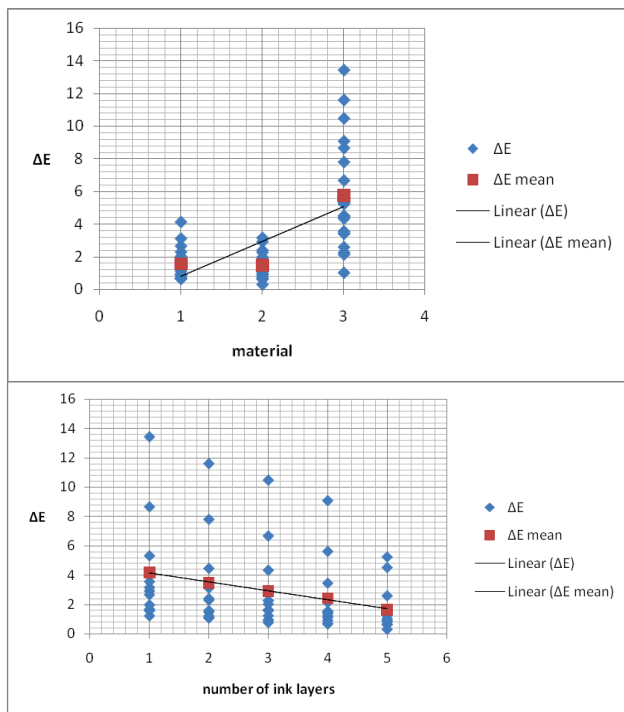 16
14
12
10
8
6
4
2
0
ΔE
0 1 2 3 4
material
ΔE
ΔE mean
Linear (ΔE)
Linear (ΔE mean)
16
14
12
10
8
6
4
2
0
ΔE
0 1 2 3 4 5 6
number of ink layers
ΔE
ΔE mean
Linear (ΔE)
Linear (ΔE mean)